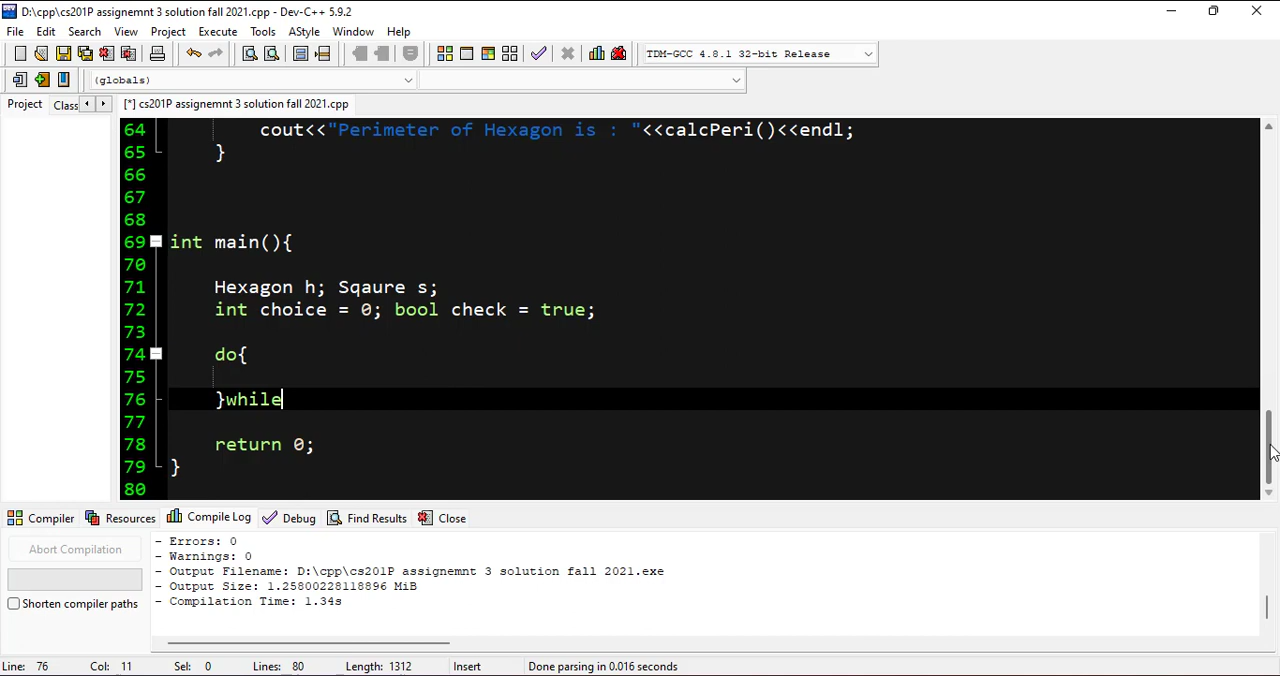 D:\cpp\cs201P assignemnt 3 solution fall 2021.cpp - Dev-C++ 5.9.2
File Edit Search View Project Execute Tools AStyle Window Help
TDM-GCC 4.8.1 32-bit Release
(globals)
Project Class [*] cs201P assignemnt 3 solution fall 2021.cpp
64 cout<<"Perimeter of Hexagon is : "<<calcPeri()<<endl;
65 }
66
67
68
69 int main(){
70
71 Hexagon h; Sqaure s;
72 int choice = 0; bool check = true;
73
74 do{
75
76 }while
77
78 return 0;
79 }
80
Compiler Resources Compile Log Debug Find Results Close
Abort Compilation
Shorten compiler paths
- Errors: 0
- Warnings: 0
- Output Filename: D:\cpp\cs201P assignemnt 3 solution fall 2021.exe
- Output Size: 1.25800228118896 MiB
- Compilation Time: 1.34s
Line: 76 Col: 11 Sel: 0 Lines: 80 Length: 1312 Insert Done parsing in 0.016 seconds